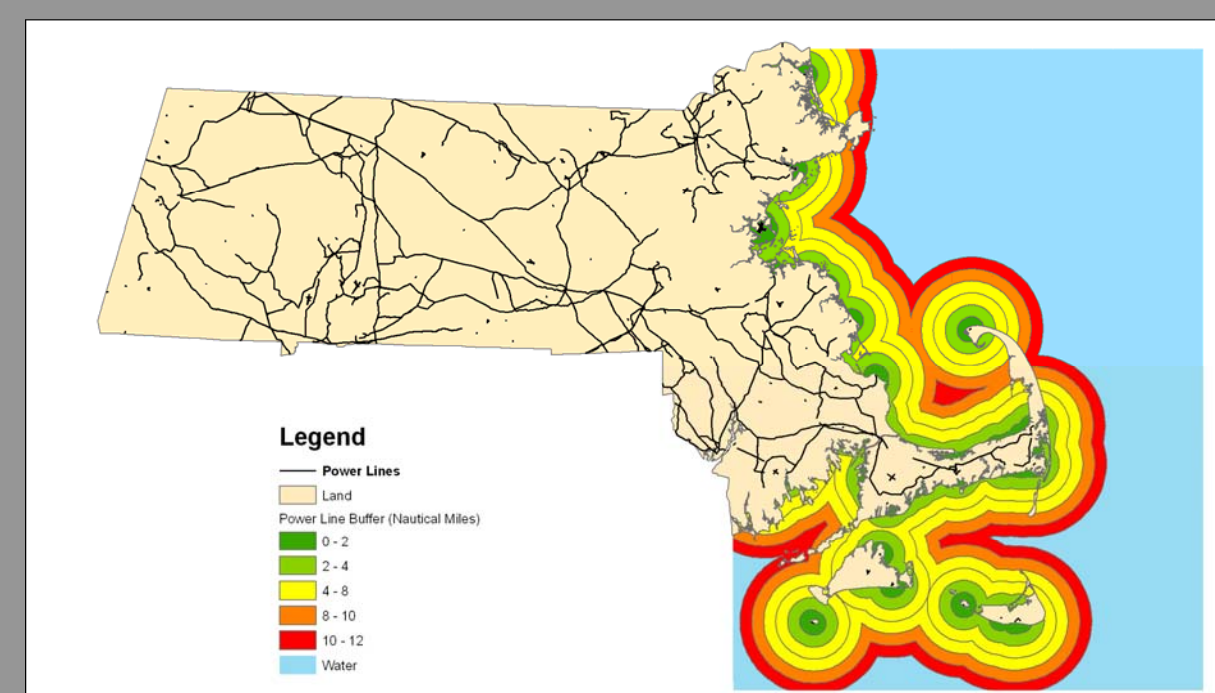 Legend
Power Lines
Land
Power Line Buffer (Nautical Miles)
0 - 2
2 - 4
4 - 8
8 - 10
10 - 12
Water